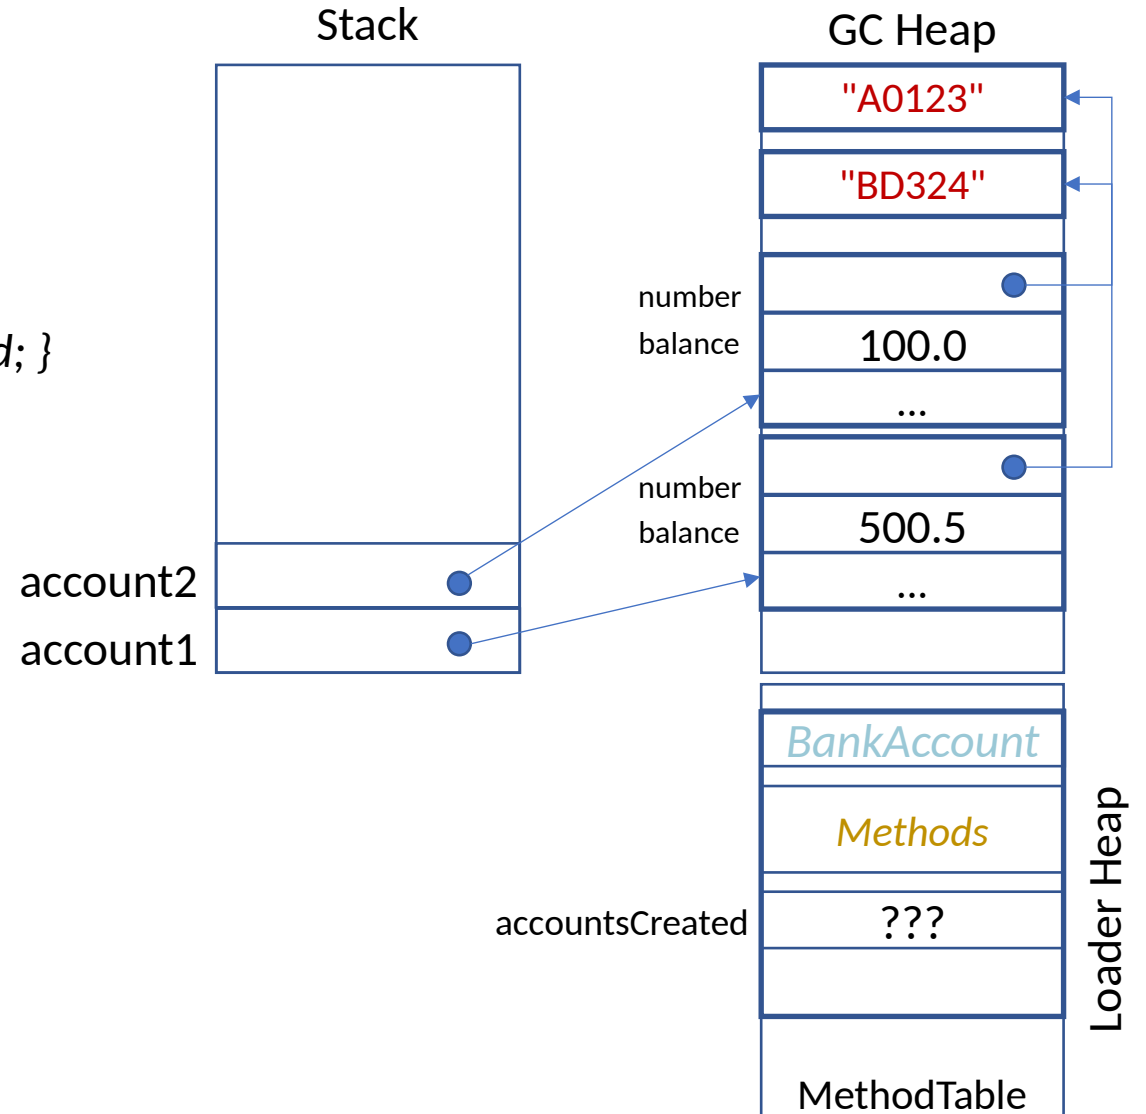 Stack
GC Heap
"A0123"
"BD324"
number
balance
100.0
...
d; }
number
balance
500.5
...
account2
account1
BankAccount
Methods
accountsCreated
???
Loader Heap
MethodTable